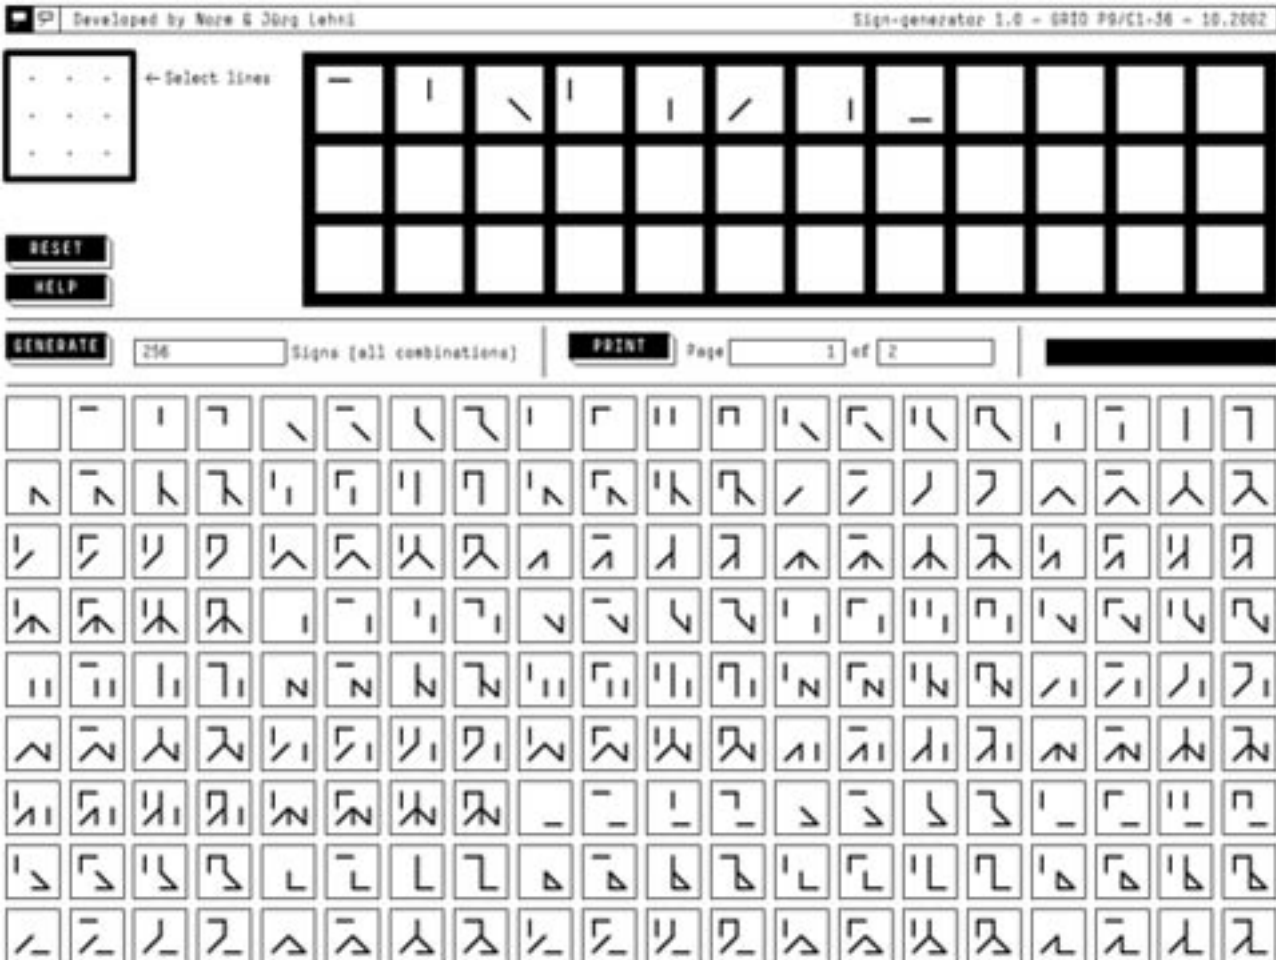 Developed by Norm & Jürg Lehni
Sign-generator 1.0 – GRID P9/C1-36 – 10.2002
←Select lines
RESET
HELP
GENERATE 256 Signs [all combinations] PRINT Page 1 of 2